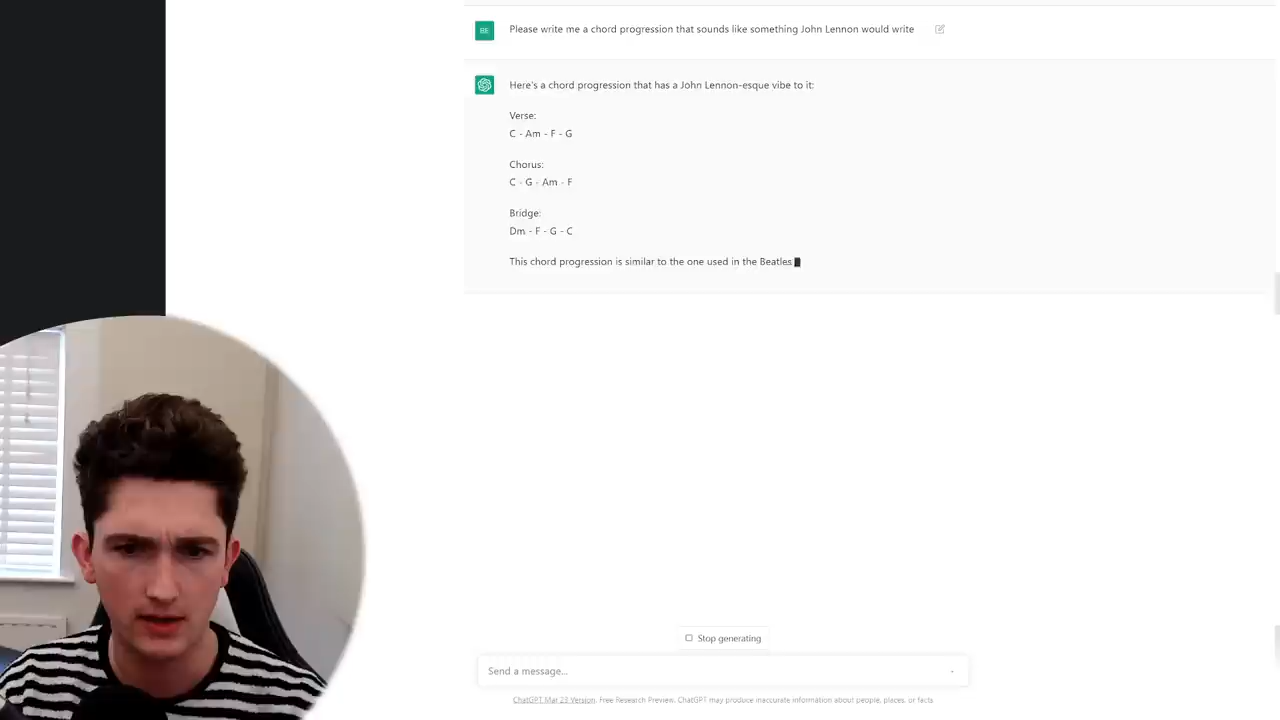 BE
Please write me a chord progression that sounds like something John Lennon would write
Here's a chord progression that has a John Lennon-esque vibe to it:
Verse:
C - Am - F - G
Chorus:
C - G - Am - F
Bridge:
Dm - F - G - C
This chord progression is similar to the one used in the Beatles
Stop generating
Send a message...
ChatGPT Mar 23 Version. Free Research Preview. ChatGPT may produce inaccurate information about people, places, or facts